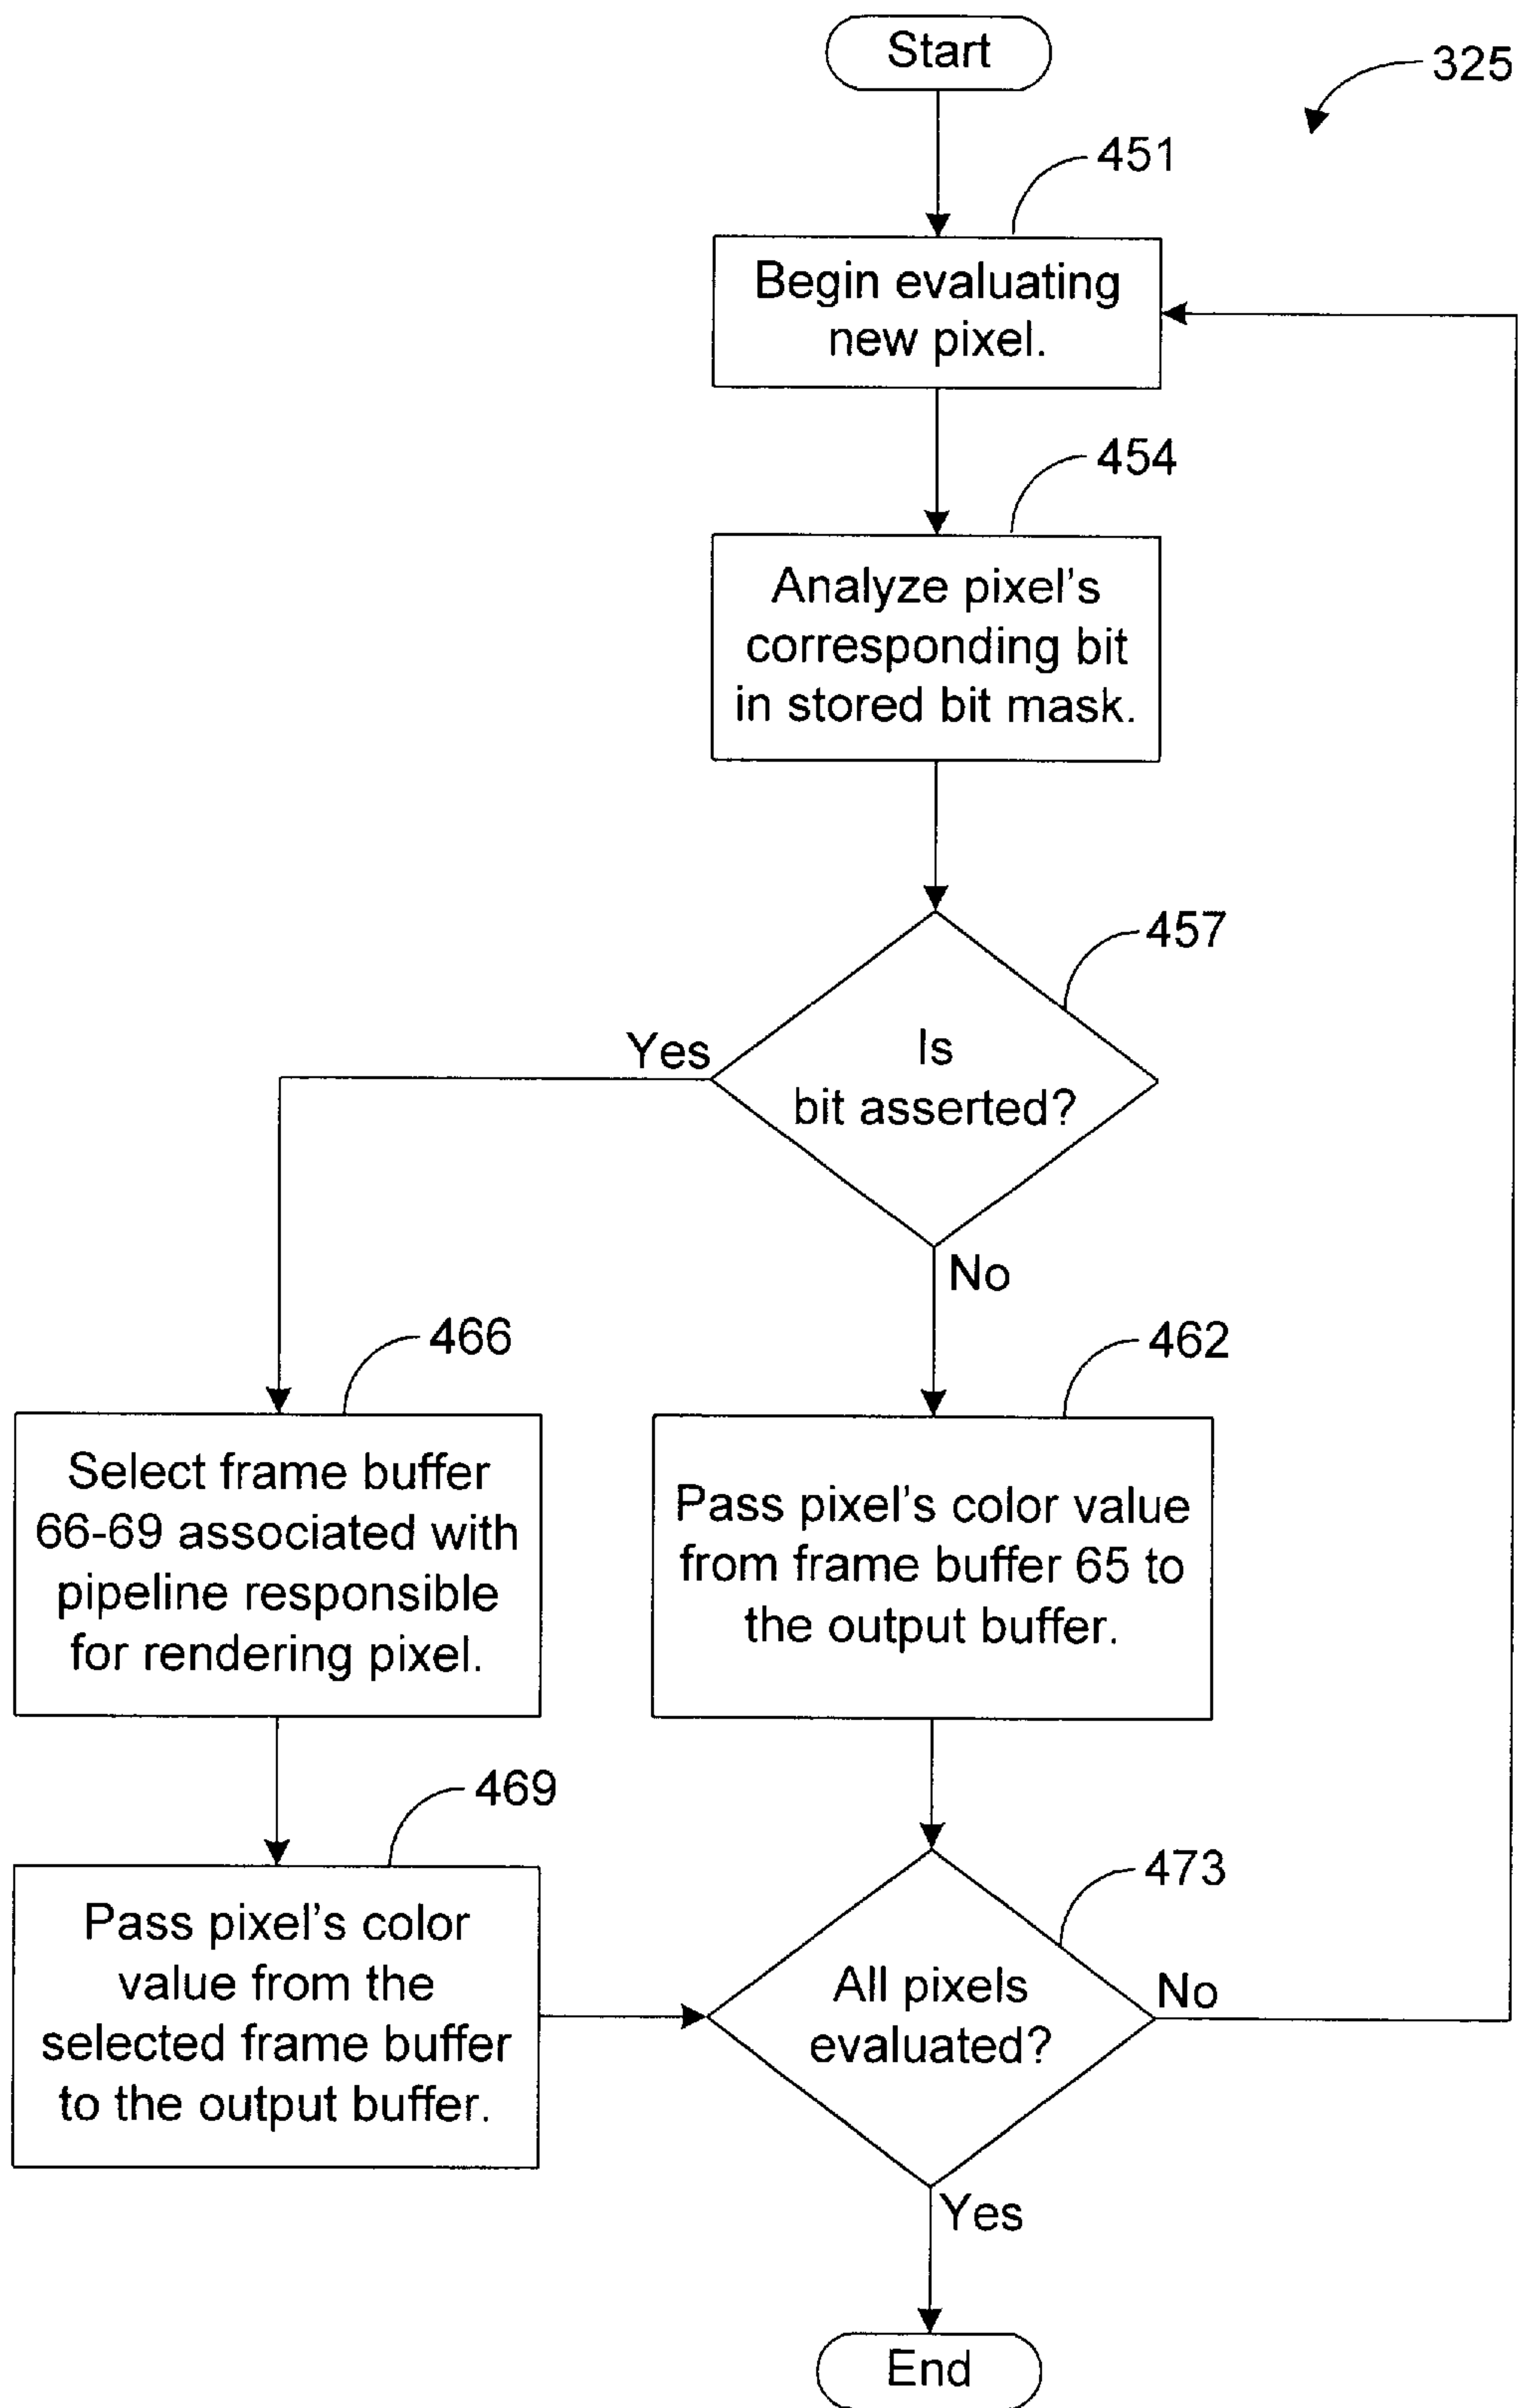 Start
325
451
Begin evaluating
new pixel.
454
Analyze pixel's
corresponding bit
in stored bit mask.
457
Is
bit asserted?
Yes
No
466
Select frame buffer
66-69 associated with
pipeline responsible
for rendering pixel.
462
Pass pixel's color value
from frame buffer 65 to
the output buffer.
469
Pass pixel's color
value from the
selected frame buffer
to the output buffer.
473
All pixels
evaluated?
No
Yes
End